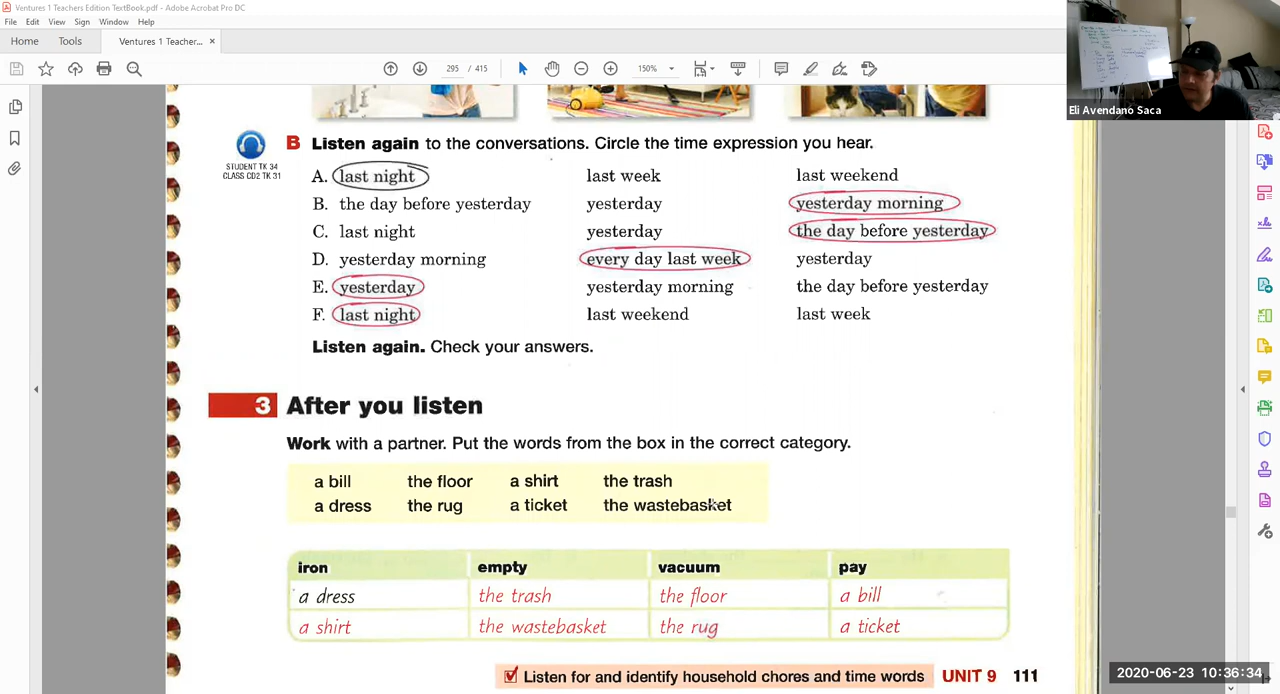 Ventures 1 Teachers Edition TextBook.pdf - Adobe Acrobat Pro DC
File Edit View Sign Window Help
Home Tools Ventures 1 Teacher... ×
295 / 415 150%
Eli Avendano Saca
STUDENT TK 34
CLASS CD2 TK 31
B Listen again to the conversations. Circle the time expression you hear.
A. last night last week last weekend
B. the day before yesterday yesterday yesterday morning
C. last night yesterday the day before yesterday
D. yesterday morning every day last week yesterday
E. yesterday yesterday morning the day before yesterday
F. last night last weekend last week
Listen again. Check your answers.
3 After you listen
Work with a partner. Put the words from the box in the correct category.
a bill the floor a shirt the trash
a dress the rug a ticket the wastebasket
iron empty vacuum pay
a dress the trash the floor a bill
a shirt the wastebasket the rug a ticket
Listen for and identify household chores and time words UNIT 9 111
2020-06-23 10:36:34